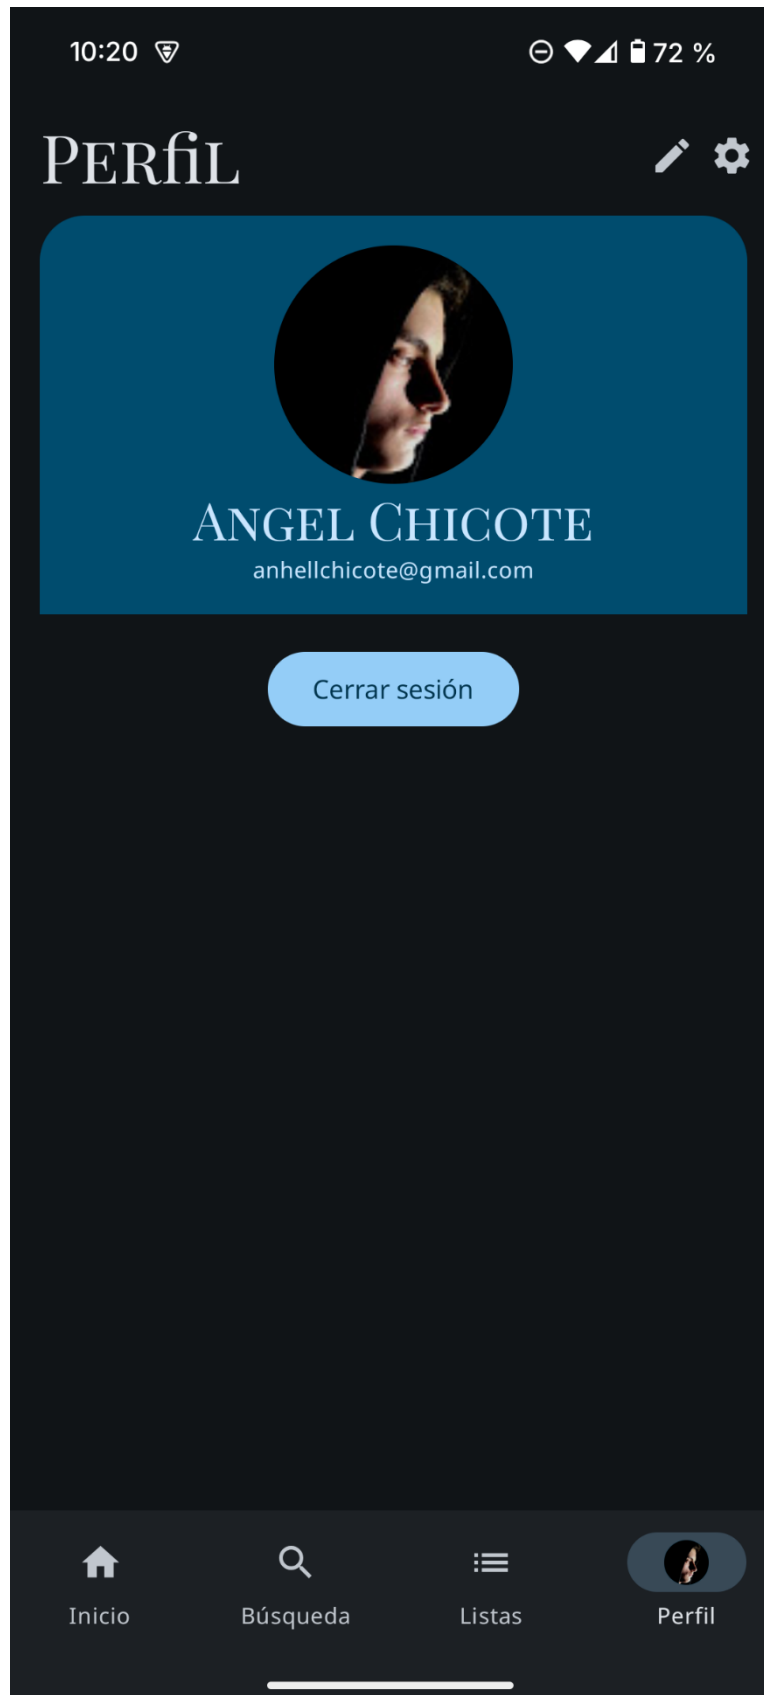 10:20 72 %
Perfil
Angel Chicote
anhellchicote@gmail.com
Cerrar sesión
Inicio Búsqueda Listas Perfil